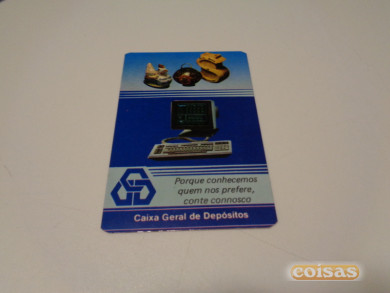 Porque conhecemos
quem nos prefere,
conte connosco
Caixa Geral de Depósitos
coisas